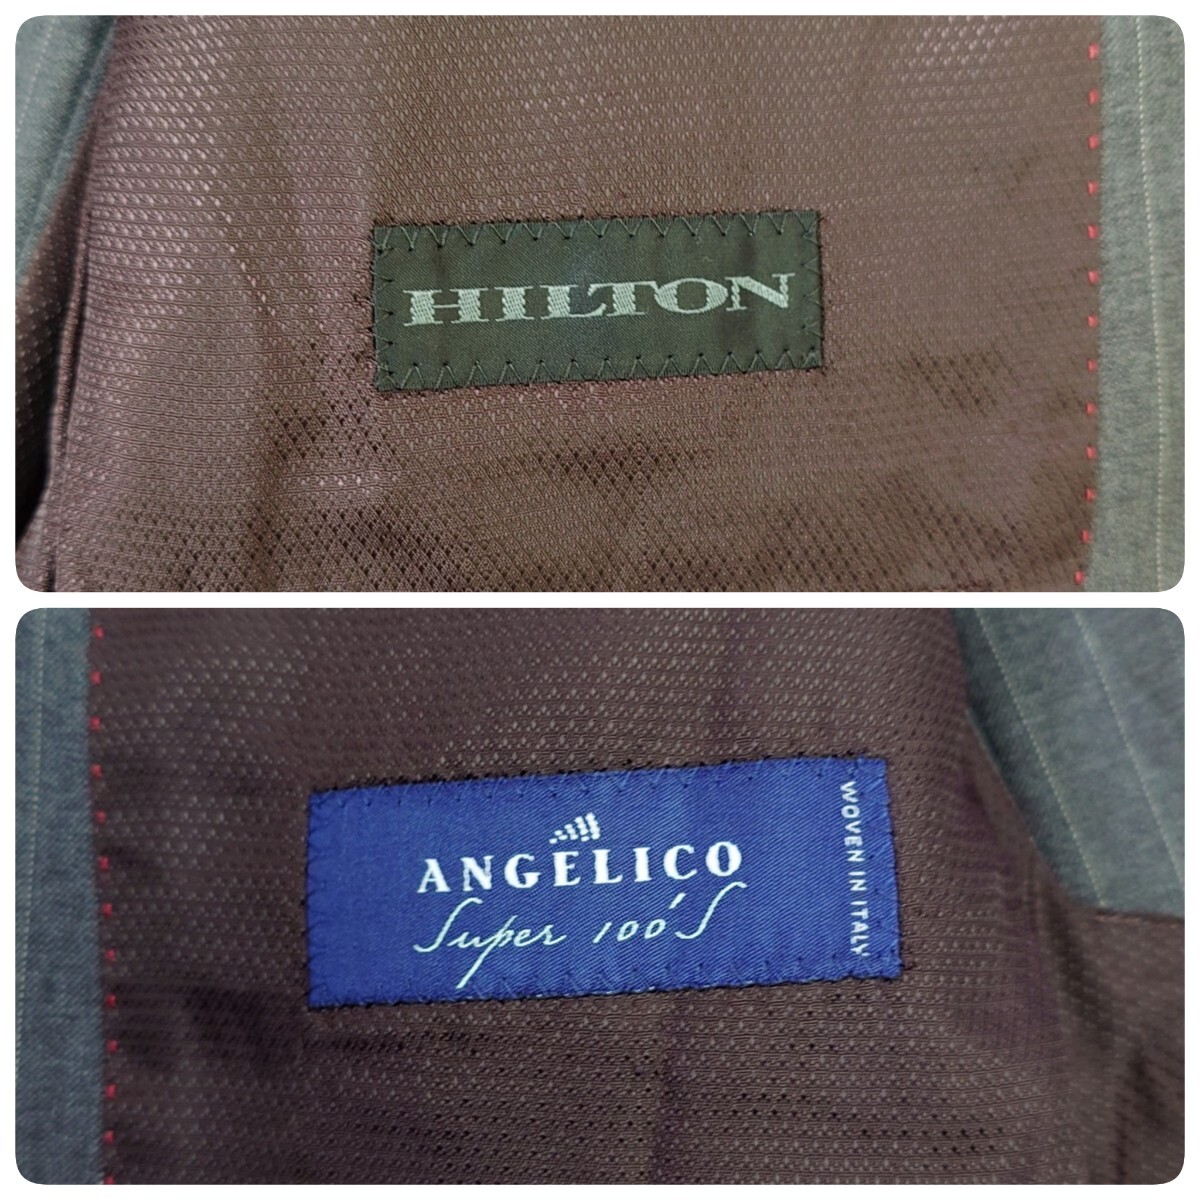 HILTON
ANGELICO
Super 100'S
WOVEN IN ITALY